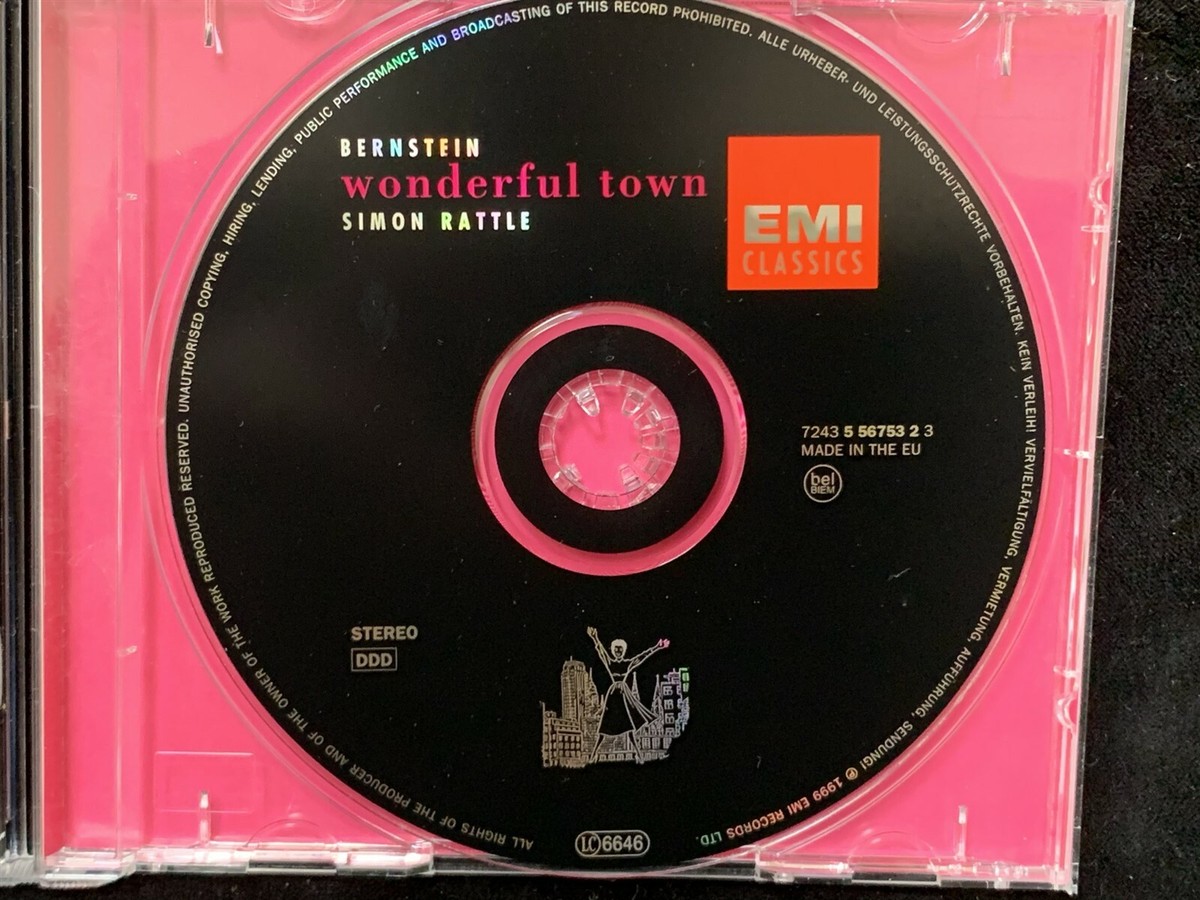 BERNSTEIN
wonderful town
SIMON RATTLE
EMI
CLASSICS
7243 5 56753 2 3
MADE IN THE EU
bel
BIEM
STEREO
DDD
LC 6646
ALL RIGHTS OF THE PRODUCER AND OF THE OWNER OF THE WORK REPRODUCED RESERVED. UNAUTHORISED COPYING, HIRING, LENDING, PUBLIC PERFORMANCE AND BROADCASTING OF THIS RECORD PROHIBITED. ALLE URHEBER- UND LEISTUNGSSCHUTZRECHTE VORBEHALTEN. KEIN VERLEIH! VERVIELFÄLTIGUNG, VERMIETUNG, AUFFÜHRUNG, SENDUNG! ℗ 1999 EMI RECORDS LTD.